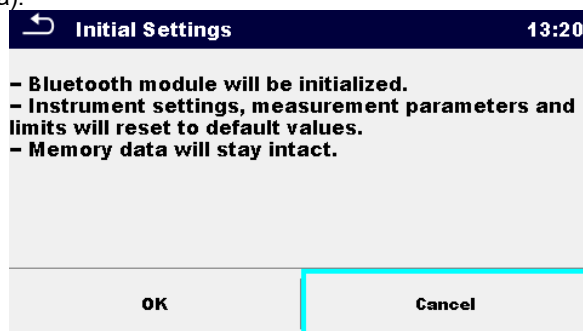 a).
Initial Settings 13:20
– Bluetooth module will be initialized.
– Instrument settings, measurement parameters and
limits will reset to default values.
– Memory data will stay intact.
OK Cancel